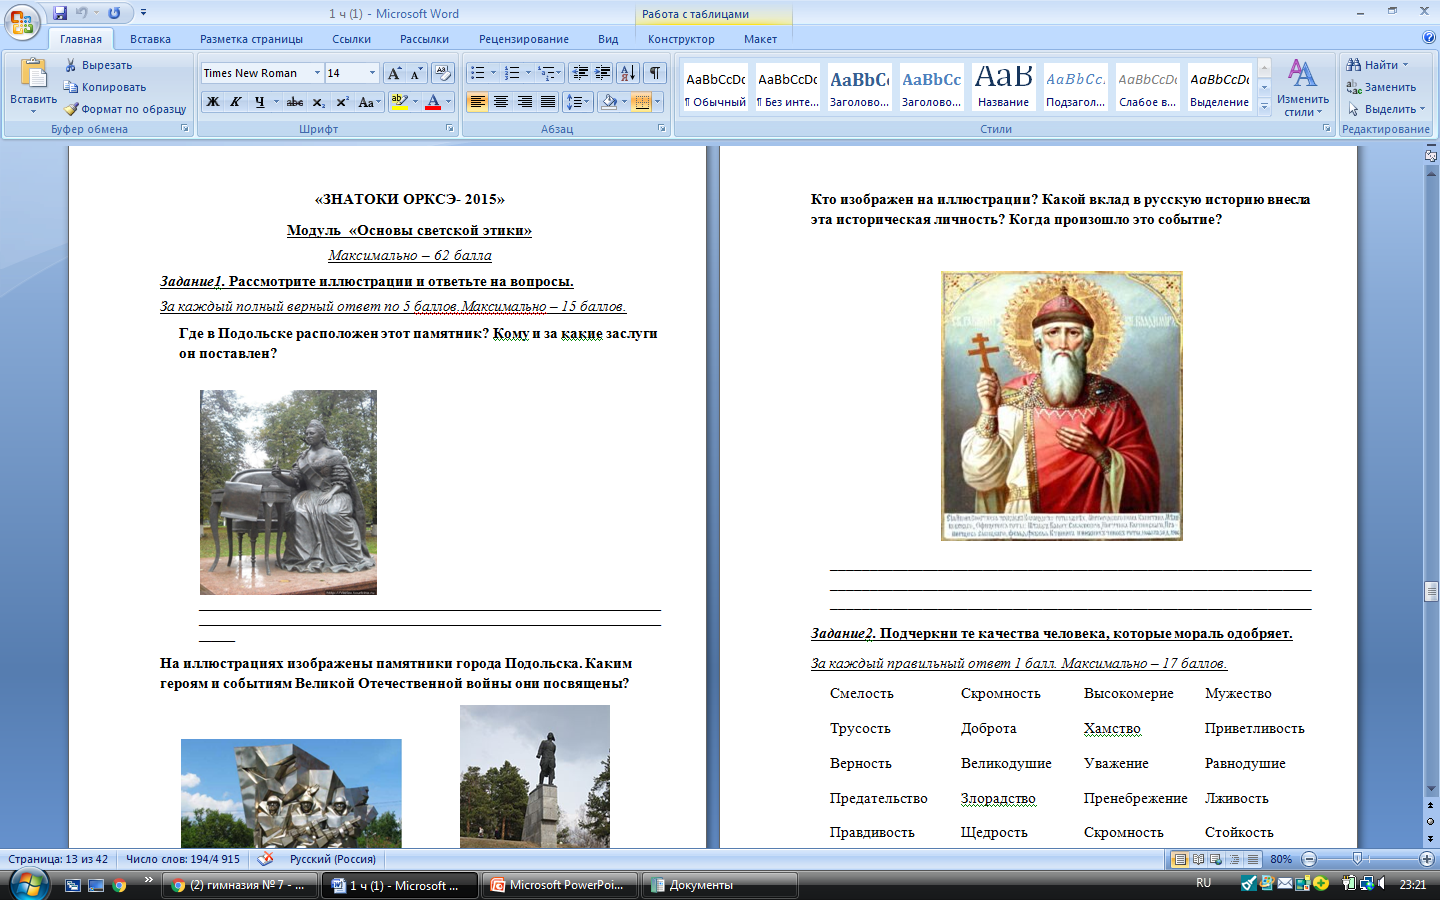 1 ч (1) - Microsoft Word
Работа с таблицами
Главная Вставка Разметка страницы Ссылки Рассылки Рецензирование Вид Конструктор Макет
Вставить
Вырезать
Копировать
Формат по образцу
Буфер обмена
Times New Roman 14
Ж К Ч abc x₂ x² Aa
Шрифт
Абзац
AaBbCcDc AaBbCcDc AaBbCc AaBbCc AaB AaBbCc. AaBbCcDc AaBbCcDc
¶ Обычный ¶ Без инте... Заголово... Заголово... Название Подзагол... Слабое в... Выделение
Изменить стили
Стили
Найти
Заменить
Выделить
Редактирование
«ЗНАТОКИ ОРКСЭ- 2015»
Модуль «Основы светской этики»
Максимально – 62 балла
Задание1. Рассмотрите иллюстрации и ответьте на вопросы.
За каждый полный верный ответ по 5 баллов.Максимально – 15 баллов.
Где в Подольске расположен этот памятник? Кому и за какие заслуги
он поставлен?
На иллюстрациях изображены памятники города Подольска. Каким
героям и событиям Великой Отечественной войны они посвящены?
Кто изображен на иллюстрации? Какой вклад в русскую историю внесла
эта историческая личность? Когда произошло это событие?
Задание2. Подчеркни те качества человека, которые мораль одобряет.
За каждый правильный ответ 1 балл. Максимально – 17 баллов.
Смелость Скромность Высокомерие Мужество
Трусость Доброта Хамство Приветливость
Верность Великодушие Уважение Равнодушие
Предательство Злорадство Пренебрежение Лживость
Правдивость Щедрость Скромность Стойкость
Страница: 13 из 42 Число слов: 194/4 915 Русский (Россия) 80%
(2) гимназия № 7 - ... 1 ч (1) - Microsoft ... Microsoft PowerPoi... Документы RU 23:21